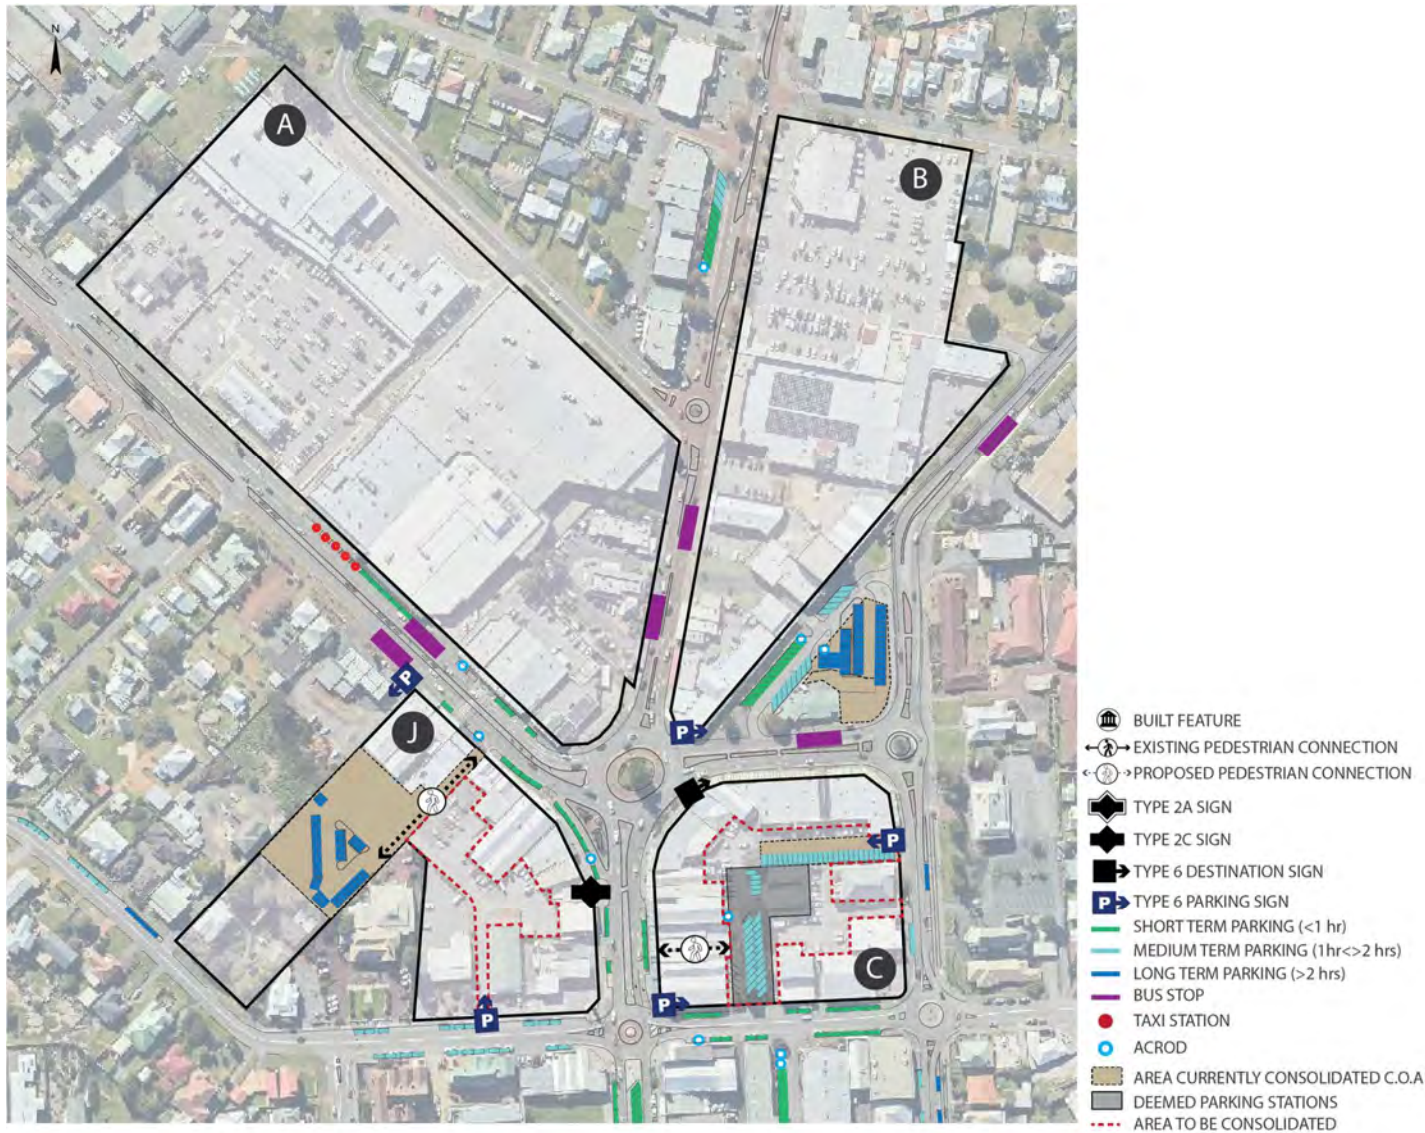 N
A
B
P
J
P
P
P
C
P
BUILT FEATURE
EXISTING PEDESTRIAN CONNECTION
PROPOSED PEDESTRIAN CONNECTION
TYPE 2A SIGN
TYPE 2C SIGN
TYPE 6 DESTINATION SIGN
P TYPE 6 PARKING SIGN
SHORT TERM PARKING (<1 hr)
MEDIUM TERM PARKING (1hr<>2 hrs)
LONG TERM PARKING (>2 hrs)
BUS STOP
TAXI STATION
ACROD
AREA CURRENTLY CONSOLIDATED C.O.A
DEEMED PARKING STATIONS
AREA TO BE CONSOLIDATED